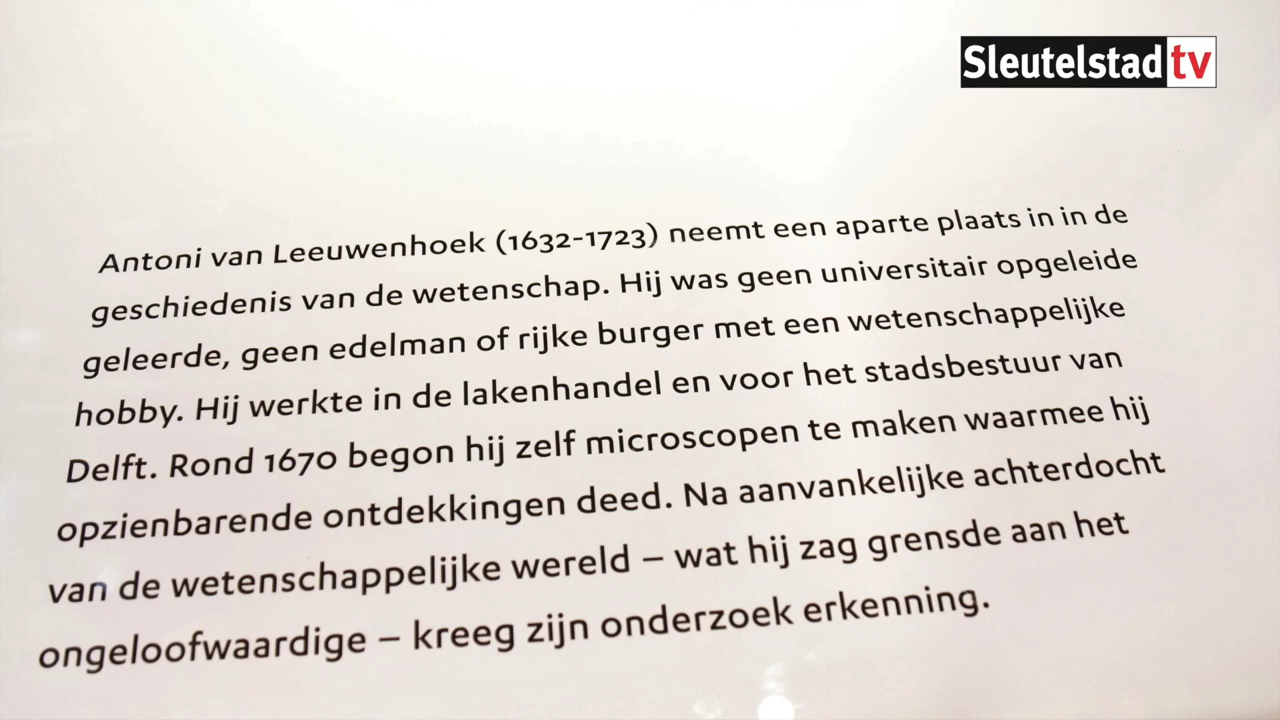 Sleutelstad tv
Antoni van Leeuwenhoek (1632-1723) neemt een aparte plaats in in de
geschiedenis van de wetenschap. Hij was geen universitair opgeleide
geleerde, geen edelman of rijke burger met een wetenschappelijke
hobby. Hij werkte in de lakenhandel en voor het stadsbestuur van
Delft. Rond 1670 begon hij zelf microscopen te maken waarmee hij
opzienbarende ontdekkingen deed. Na aanvankelijke achterdocht
van de wetenschappelijke wereld – wat hij zag grensde aan het
ongeloofwaardige – kreeg zijn onderzoek erkenning.